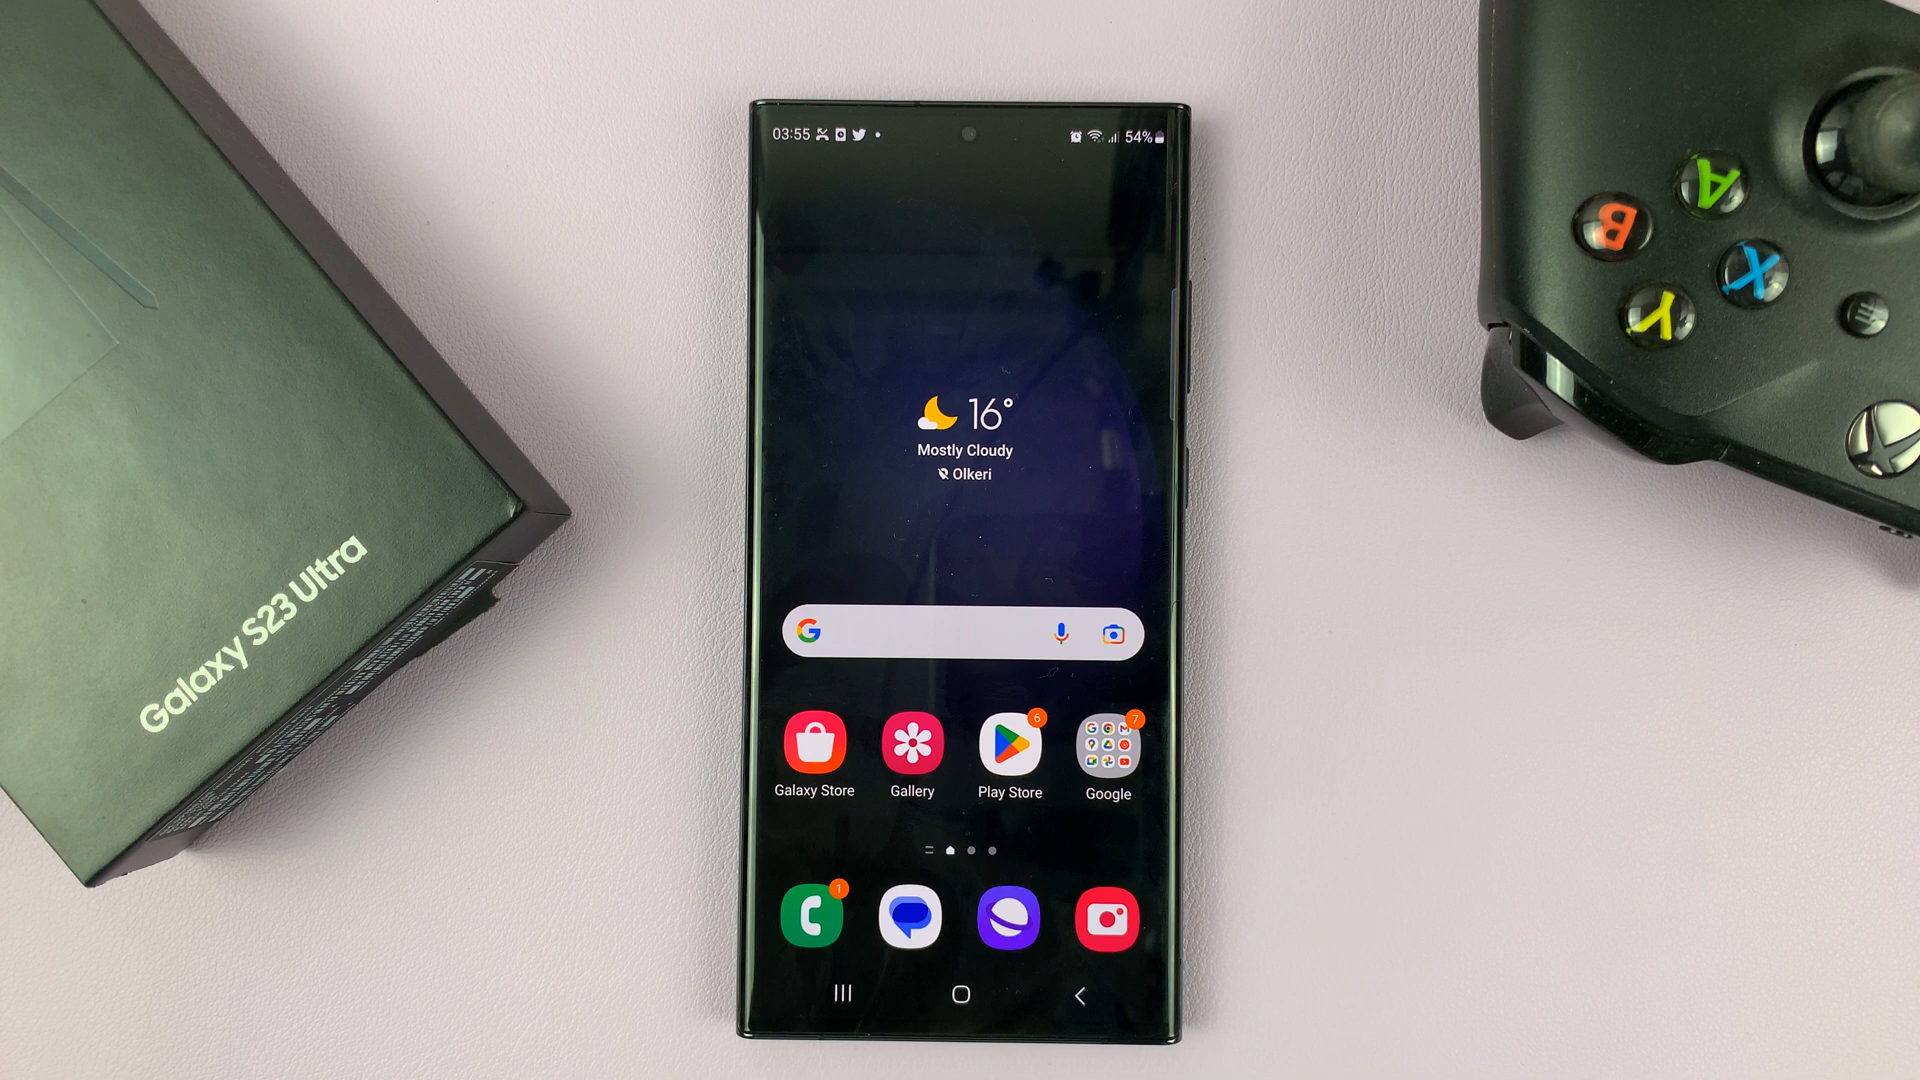 Galaxy S23 Ultra
03:55
54%
16°
Mostly Cloudy
Olkeri
G
6
7
Galaxy Store
Gallery
Play Store
Google
1
A
B
X
Y